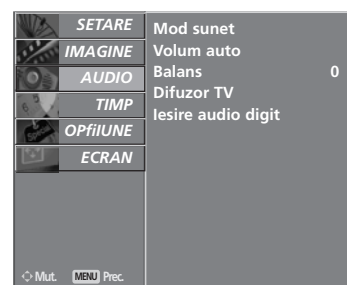 SETARE
IMAGINE
AUDIO
TIMP
OPfiIUNE
ECRAN
Mod sunet
Volum auto
Balans 0
Difuzor TV
Iesire audio digit
Mut. MENU Prec.